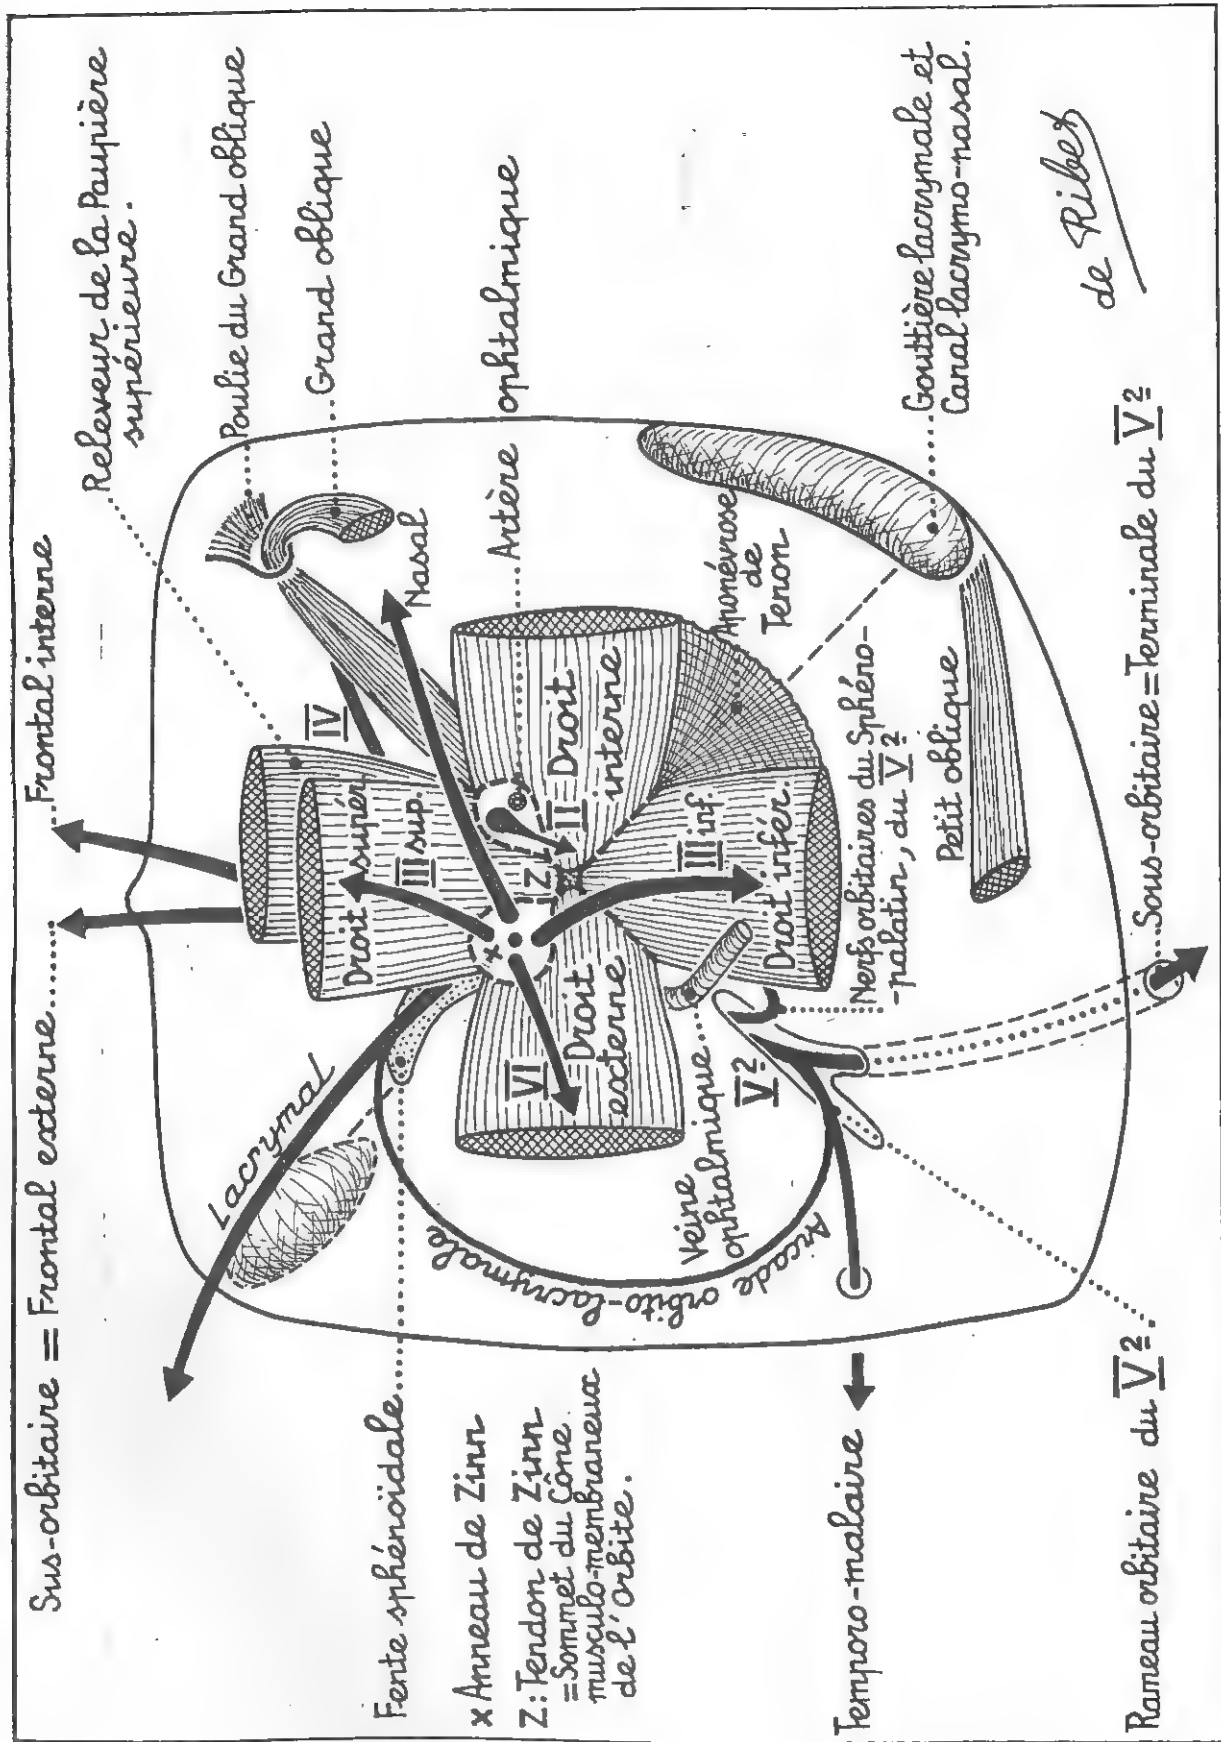 Sus-orbitaire = Frontal externe
Frontal interne
Releveur de la Paupière
supérieure.
Poulie du Grand oblique
Grand oblique
Lacrymal
IV
Nasal
Artère ophtalmique
Droit supér.
III sup.
Fente sphénoïdale
x Anneau de Zinn
Z: Tendon de Zinn
=Sommet du Cône
musculo-membraneux
de l'Orbite.
x
Z
VI
=Droit
externe
II=Droit
interne
III inf.
Droit infér.
Aponévrose
de
Tenon
Arcade orbito-lacrymale
Veine
ophtalmique
V2
Nerfs orbitaires du Sphéno-
-palatin, du V2
Petit oblique
Gouttière lacrymale et
Canal lacrymo-nasal.
Temporo-malaire
Rameau orbitaire du V2.
Sous-orbitaire=Terminale du V2
de Ribet